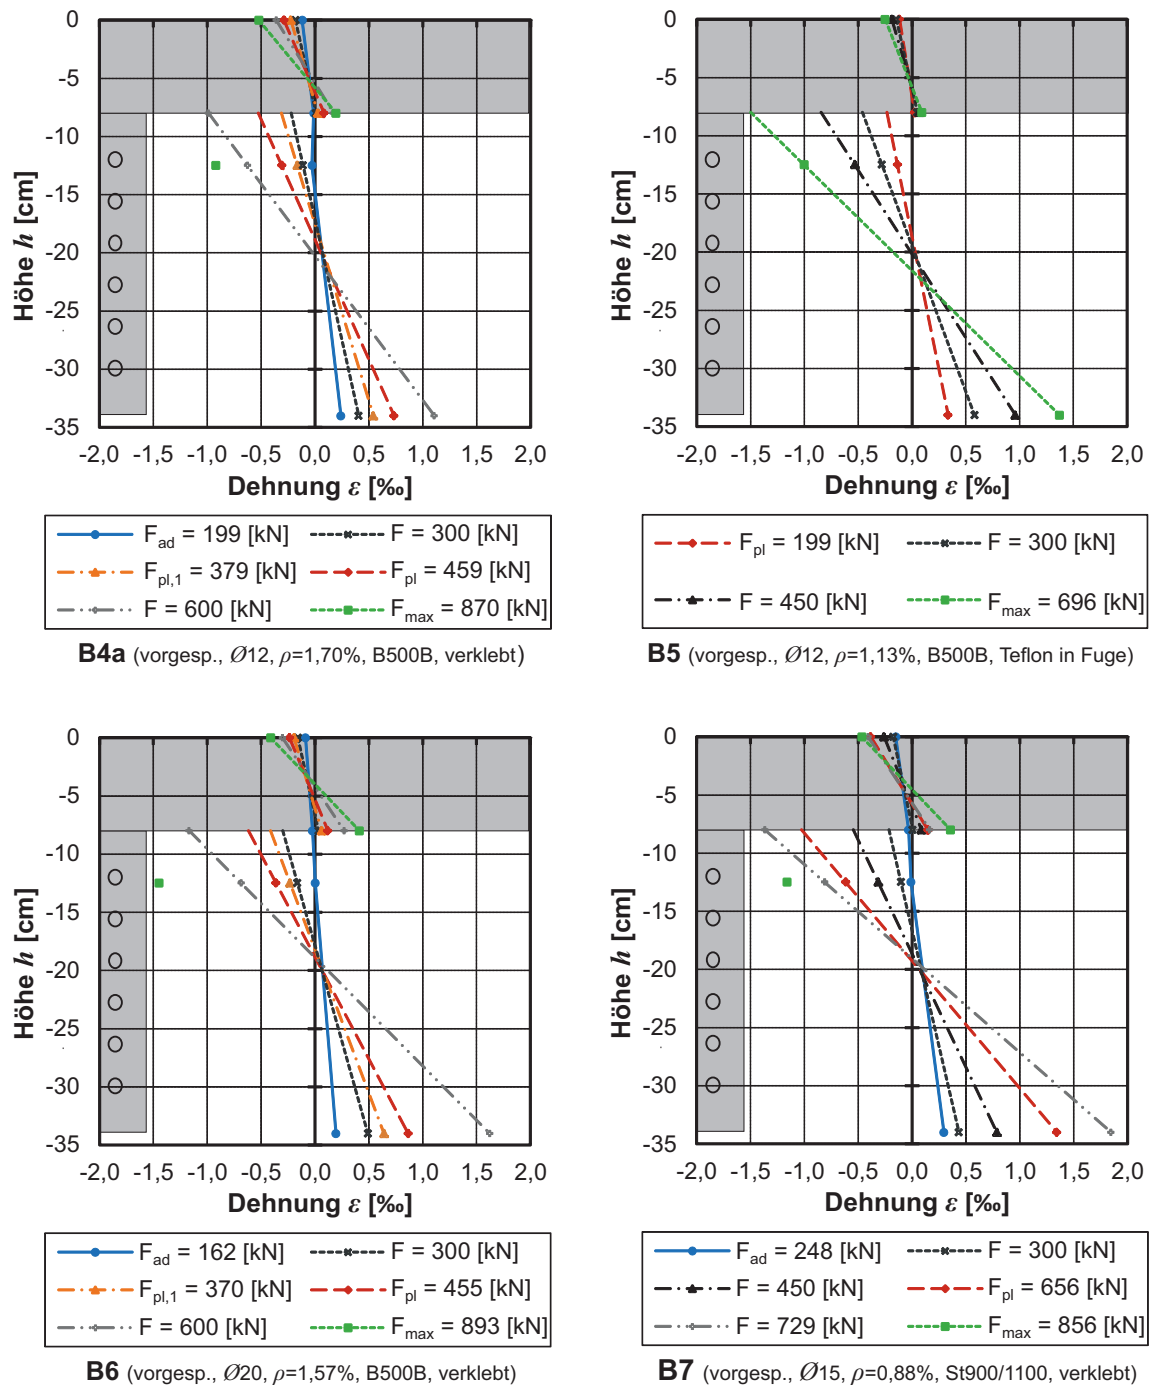 0
-5
-10
-15
-20
-25
-30
-35
Höhe h [cm]
-2,0 -1,5 -1,0 -0,5 0,0 0,5 1,0 1,5 2,0
Dehnung ε [‰]
F_ad = 199 [kN] F = 300 [kN]
F_pl,1 = 379 [kN] F_pl = 459 [kN]
F = 600 [kN] F_max = 870 [kN]
B4a (vorgesp., Ø12, ρ=1,70%, B500B, verklebt)
0
-5
-10
-15
-20
-25
-30
-35
Höhe h [cm]
-2,0 -1,5 -1,0 -0,5 0,0 0,5 1,0 1,5 2,0
Dehnung ε [‰]
F_pl = 199 [kN] F = 300 [kN]
F = 450 [kN] F_max = 696 [kN]
B5 (vorgesp., Ø12, ρ=1,13%, B500B, Teflon in Fuge)
0
-5
-10
-15
-20
-25
-30
-35
Höhe h [cm]
-2,0 -1,5 -1,0 -0,5 0,0 0,5 1,0 1,5 2,0
Dehnung ε [‰]
F_ad = 162 [kN] F = 300 [kN]
F_pl,1 = 370 [kN] F_pl = 455 [kN]
F = 600 [kN] F_max = 893 [kN]
B6 (vorgesp., Ø20, ρ=1,57%, B500B, verklebt)
0
-5
-10
-15
-20
-25
-30
-35
Höhe h [cm]
-2,0 -1,5 -1,0 -0,5 0,0 0,5 1,0 1,5 2,0
Dehnung ε [‰]
F_ad = 248 [kN] F = 300 [kN]
F = 450 [kN] F_pl = 656 [kN]
F = 729 [kN] F_max = 856 [kN]
B7 (vorgesp., Ø15, ρ=0,88%, St900/1100, verklebt)